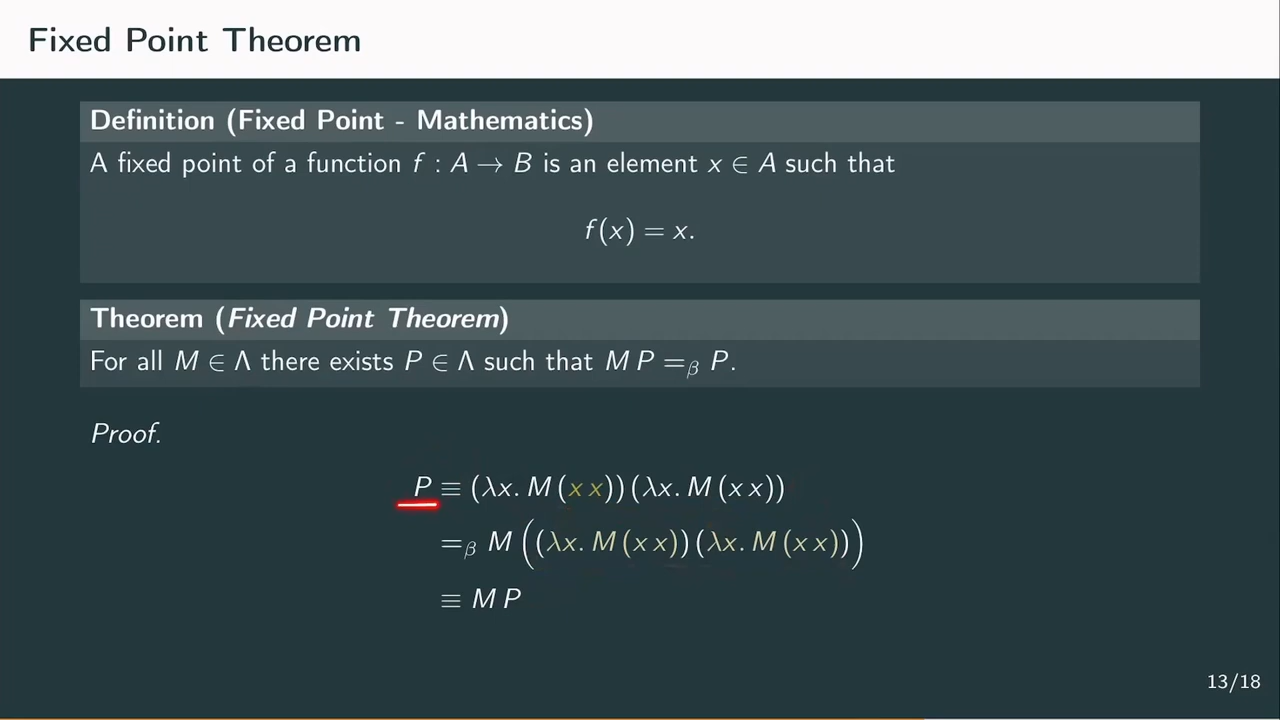 Fixed Point Theorem
Definition (Fixed Point - Mathematics)
A fixed point of a function f : A → B is an element x ∈ A such that
f(x) = x.
Theorem (Fixed Point Theorem)
For all M ∈ Λ there exists P ∈ Λ such that M P =β P.
Proof.
P ≡ (λx. M (x x)) (λx. M (x x))
=β M ((λx. M (x x)) (λx. M (x x)))
≡ M P
13/18